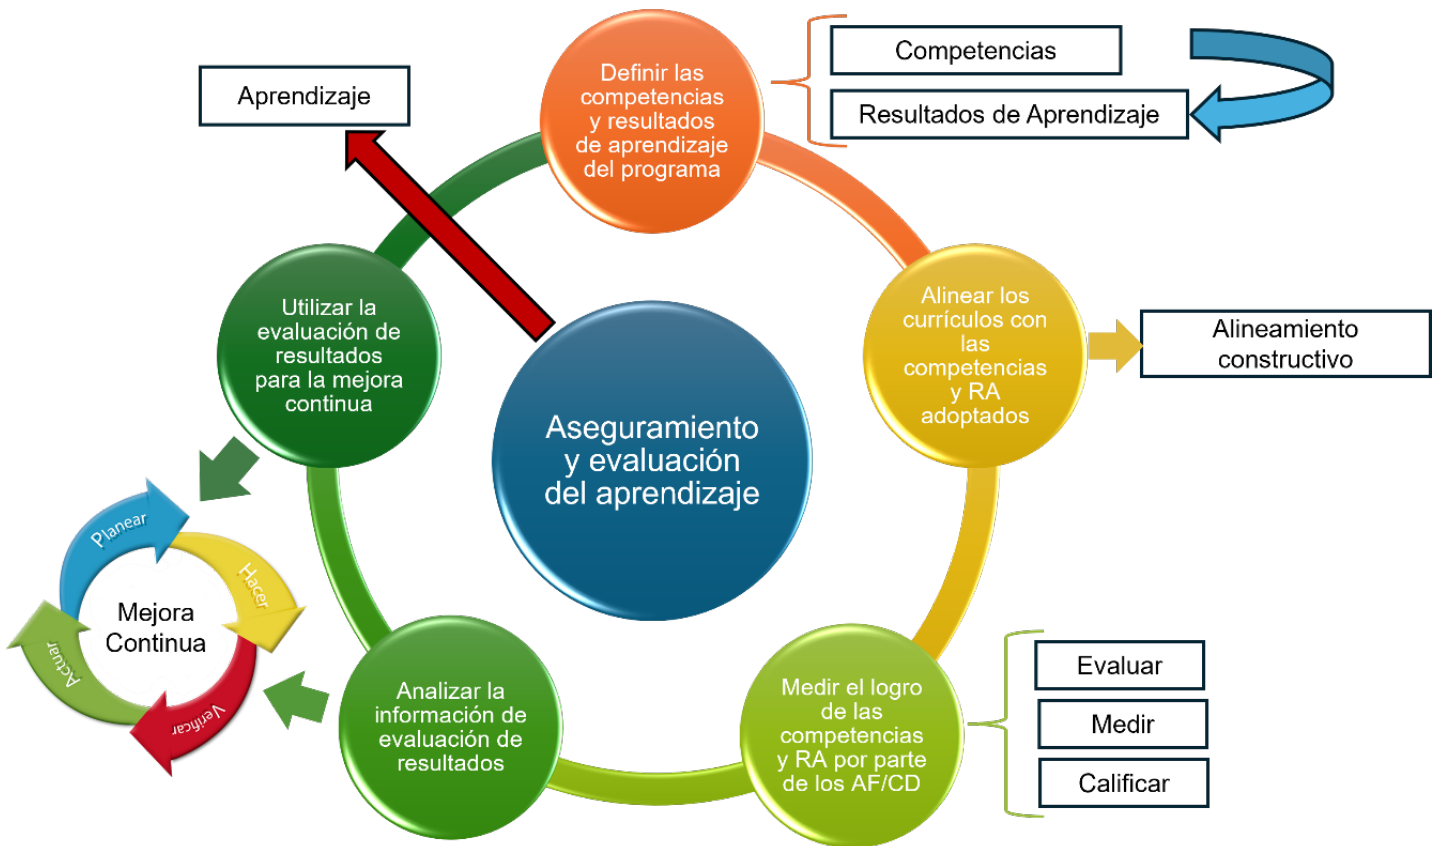 Aprendizaje
Definir las
competencias
y resultados
de aprendizaje
del programa
Competencias
Resultados de Aprendizaje
Alinear los
currículos con
las
competencias
y RA
adoptados
Alineamiento
constructivo
Utilizar la
evaluación de
resultados
para la mejora
continua
Aseguramiento
y evaluación
del aprendizaje
Planear
Hacer
Verificar
Actuar
Mejora
Continua
Analizar la
información de
evaluación de
resultados
Medir el logro
de las
competencias
y RA por parte
de los AF/CD
Evaluar
Medir
Calificar